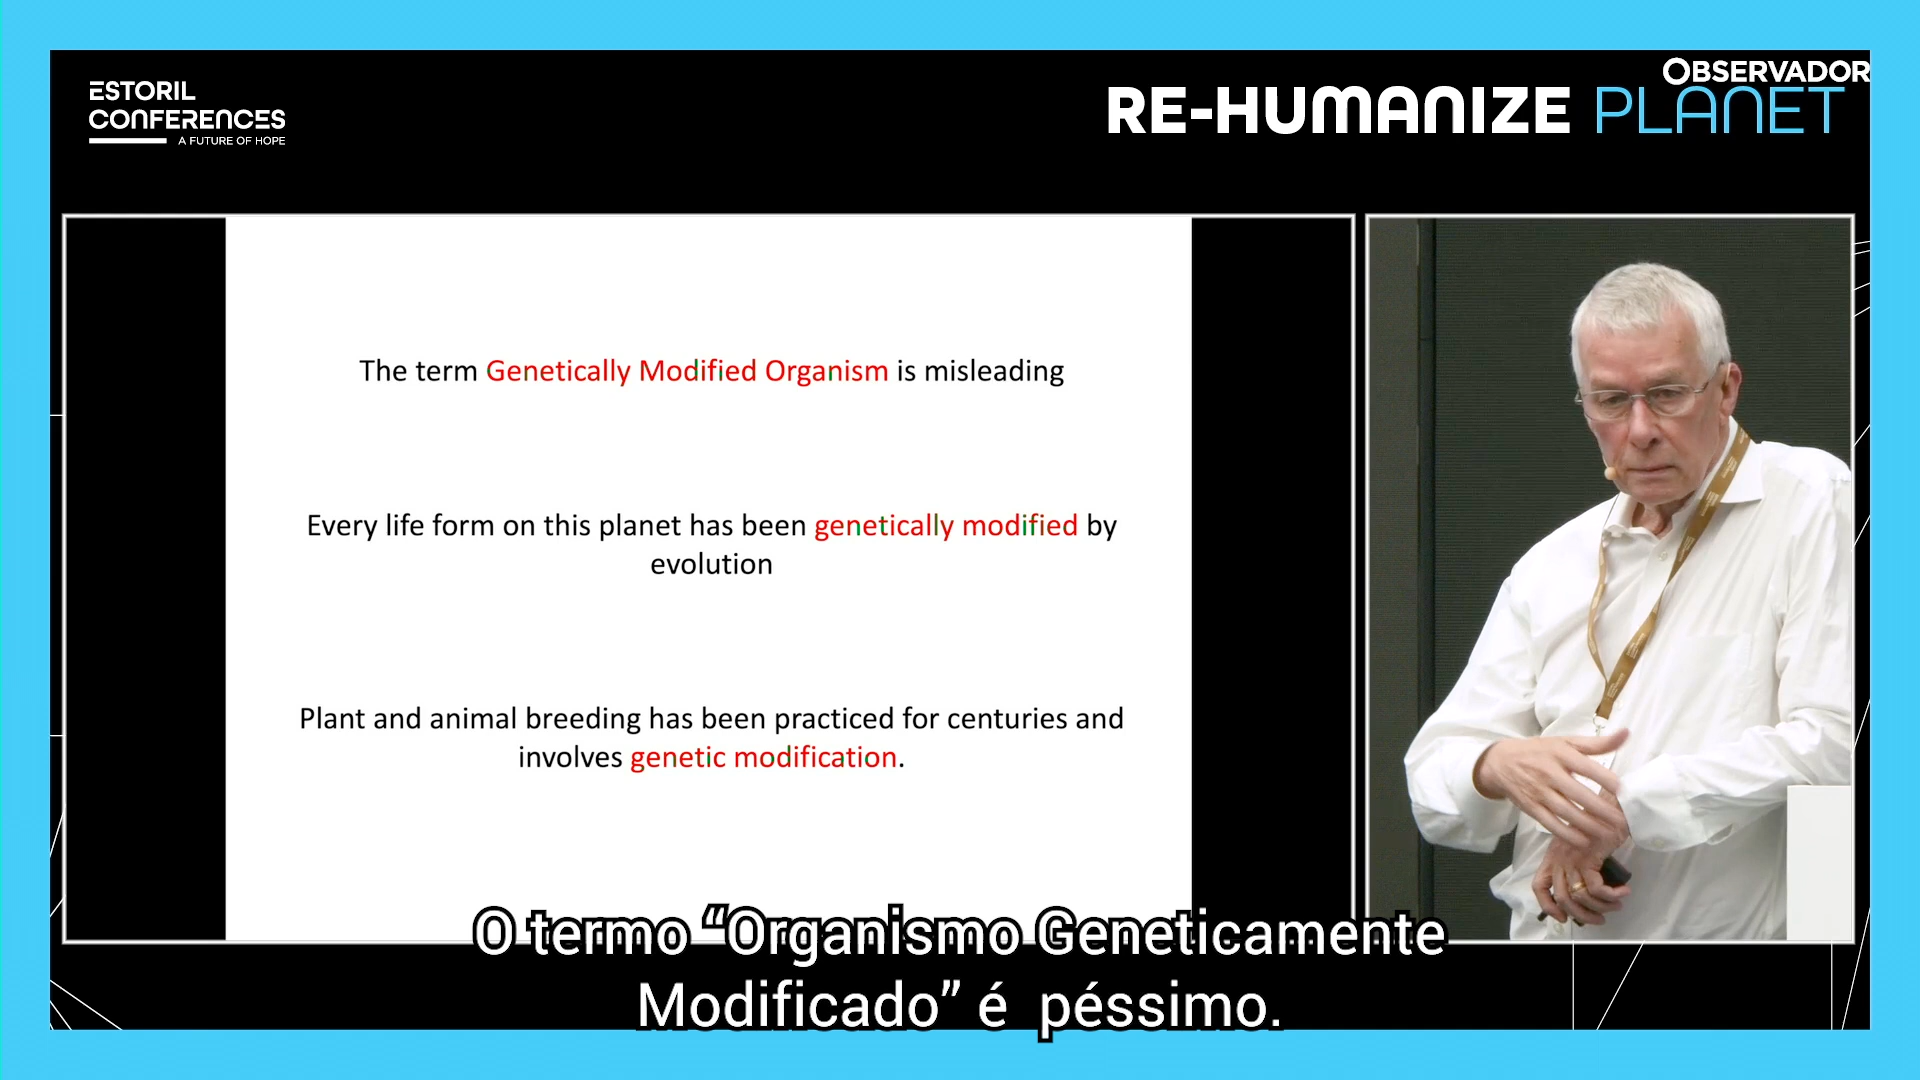 OBSERVADOR
ESTORIL
CONFERENCES
A FUTURE OF HOPE
RE-HUMANIZE PLANET
The term Genetically Modified Organism is misleading
Every life form on this planet has been genetically modified by
evolution
Plant and animal breeding has been practiced for centuries and
involves genetic modification.
O termo “Organismo Geneticamente
Modificado” é péssimo.